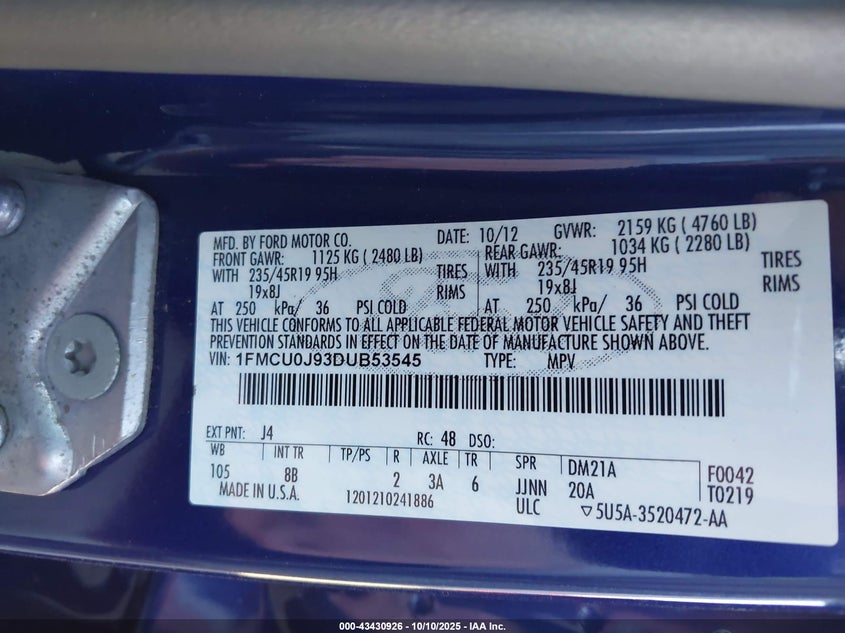 MFD. BY FORD MOTOR CO. DATE: 10/12 GVWR: 2159 KG ( 4760 LB)
FRONT GAWR: 1125 KG ( 2480 LB) REAR GAWR: 1034 KG ( 2280 LB)
WITH 235/45R19 95H TIRES WITH 235/45R19 95H TIRES
19x8J RIMS 19x8J RIMS
AT 250 kPa/ 36 PSI COLD AT 250 kPa/ 36 PSI COLD
THIS VEHICLE CONFORMS TO ALL APPLICABLE FEDERAL MOTOR VEHICLE SAFETY AND THEFT
PREVENTION STANDARDS IN EFFECT ON THE DATE OF MANUFACTURE SHOWN ABOVE.
VIN: 1FMCU0J93DUB53545 TYPE: MPV
EXT PNT: J4 RC: 48 DSO:
WB INT TR TP/PS R AXLE TR SPR DM21A F0042
105 8B 2 3A 6 JJNN 20A T0219
MADE IN U.S.A. 1201210241886 ULC ▽5U5A-3520472-AA
000-43430926 - 10/10/2025 - IAA Inc.